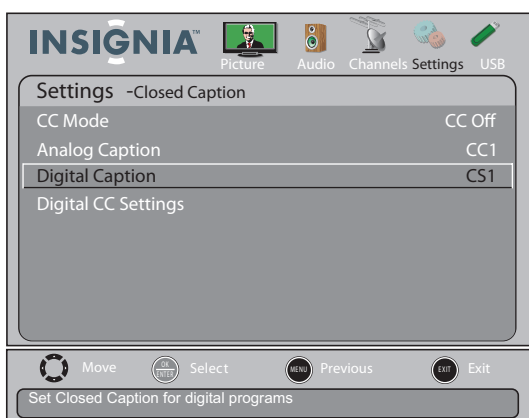 INSIGNIA™
Picture Audio Channels Settings USB
Settings -Closed Caption
CC Mode CC Off
Analog Caption CC1
Digital Caption CS1
Digital CC Settings
Move OK ENTER Select MENU Previous EXIT Exit
Set Closed Caption for digital programs